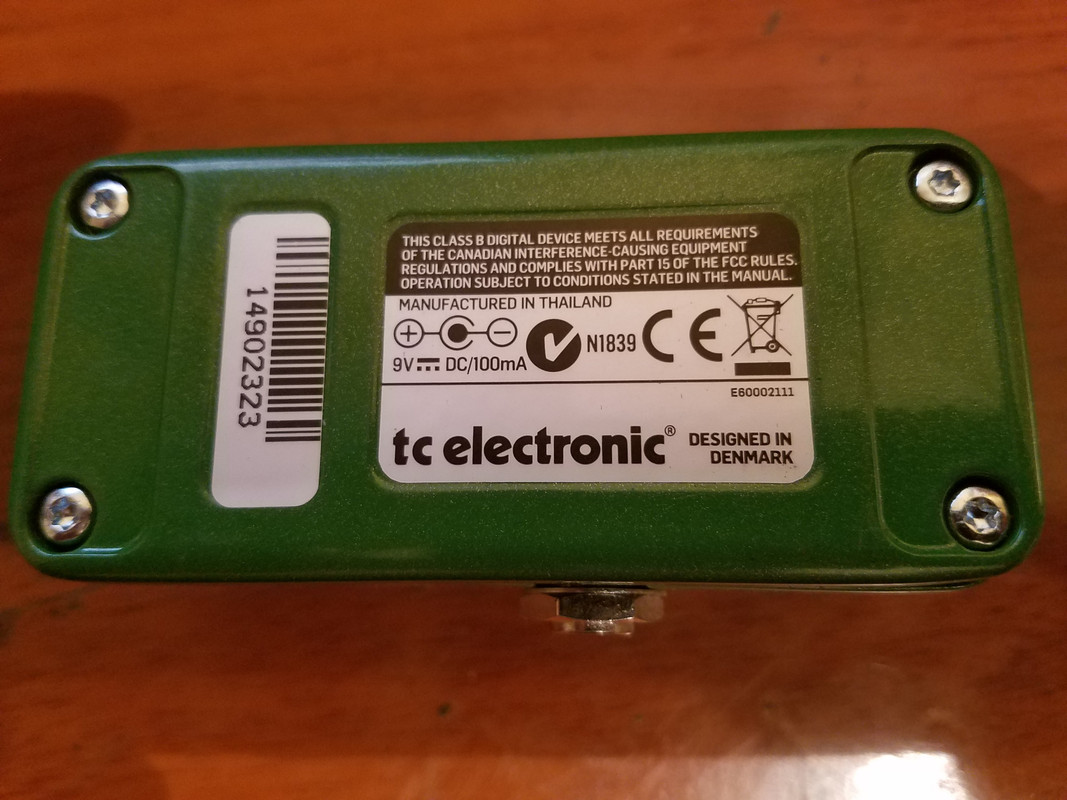 14902323
THIS CLASS B DIGITAL DEVICE MEETS ALL REQUIREMENTS
OF THE CANADIAN INTERFERENCE-CAUSING EQUIPMENT
REGULATIONS AND COMPLIES WITH PART 15 OF THE FCC RULES.
OPERATION SUBJECT TO CONDITIONS STATED IN THE MANUAL.
MANUFACTURED IN THAILAND
N1839
CE
9V DC/100mA
E60002111
tc electronic®
DESIGNED IN
DENMARK